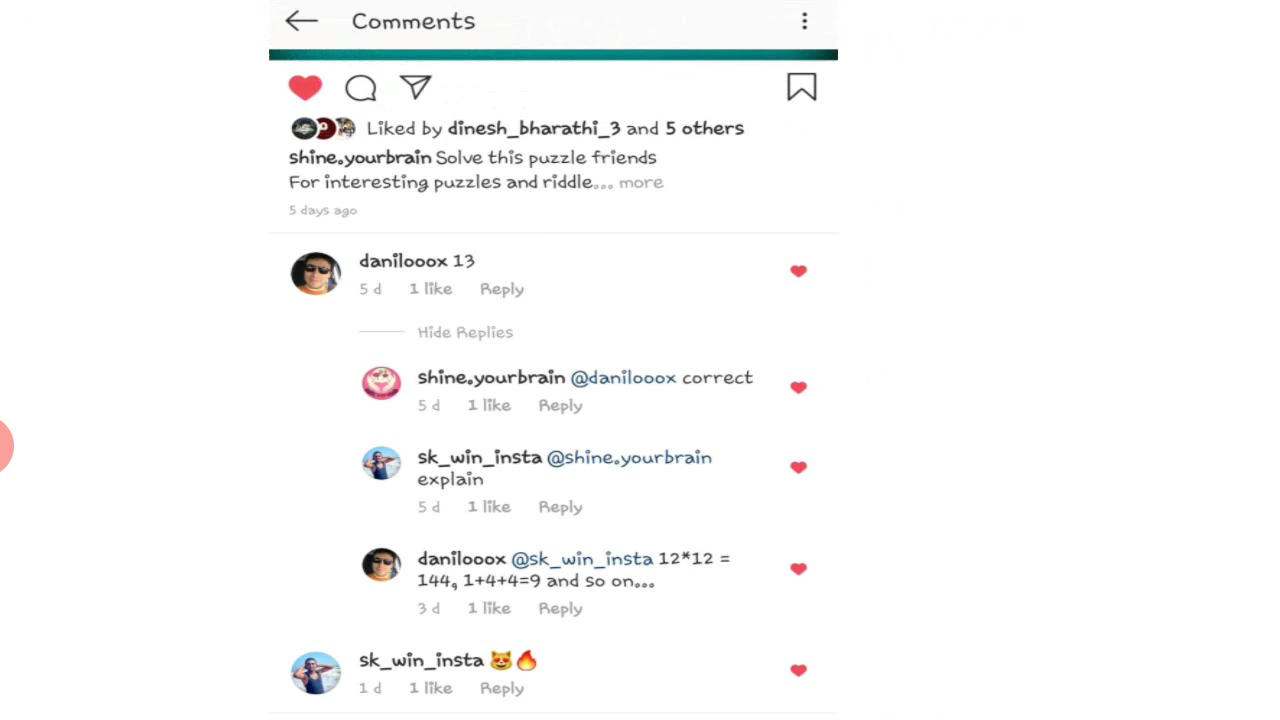 Comments
Liked by dinesh_bharathi_3 and 5 others
shine.yourbrain Solve this puzzle friends
For interesting puzzles and riddle... more
5 days ago
danilooox 13
5 d 1 like Reply
Hide Replies
shine.yourbrain @danilooox correct
5 d 1 like Reply
sk_win_insta @shine.yourbrain
explain
5 d 1 like Reply
danilooox @sk_win_insta 12*12 =
144, 1+4+4=9 and so on...
3 d 1 like Reply
sk_win_insta 😻🔥
1 d 1 like Reply